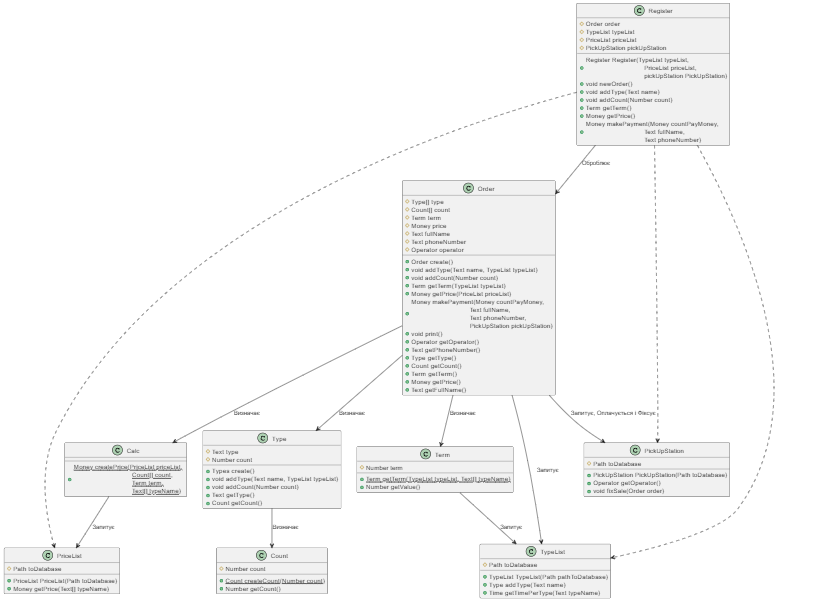 C Register
Order order
TypeList typeList
PriceList priceList
PickUpStation pickUpStation
Register Register(TypeList typeList,
PriceList priceList,
pickUpStation PickUpStation)
void newOrder()
void addType(Text name)
void addCount(Number count)
Term getTerm()
Money getPrice()
Money makePayment(Money countPayMoney,
Text fullName,
Text phoneNumber)
Обробляє
C Order
Type[] type
Count[] count
Term term
Money price
Text fullName
Text phoneNumber
Operator operator
Order create()
void addType(Text name, TypeList typeList)
void addCount(Number count)
Term getTerm(TypeList typeList)
Money getPrice(PriceList priceList)
Money makePayment(Money countPayMoney,
Text fullName,
Text phoneNumber,
PickUpStation pickUpStation)
void print()
Operator getOperator()
Text getPhoneNumber()
Type getType()
Count getCount()
Term getTerm()
Money getPrice()
Text getFullName()
Визначає
Визначає
Визначає
Запитує, Оплачується і Фіксує
Запитує
C Calc
Money createPrice(PriceList priceList,
Count[] count,
Term term,
Text[] typeName)
C Type
Text type
Number count
Types create()
void addType(Text name, TypeList typeList)
void addCount(Number count)
Text getType()
Count getCount()
C Term
Number term
Term getTerm(TypeList typeList, Text[] typeName)
Number getValue()
C PickUpStation
Path toDatabase
PickUpStation PickUpStation(Path toDatabase)
Operator getOperator()
void fixSale(Order order)
Запитує
Визначає
Запитує
C PriceList
Path toDatabase
PriceList PriceList(Path toDatabase)
Money getPrice(Text[] typeName)
C Count
Number count
Count createCount(Number count)
Number getCount()
C TypeList
Path toDatabase
TypeList TypeList(Path pathToDatabase)
Type addType(Text name)
Time getTimePerType(Text typeName)